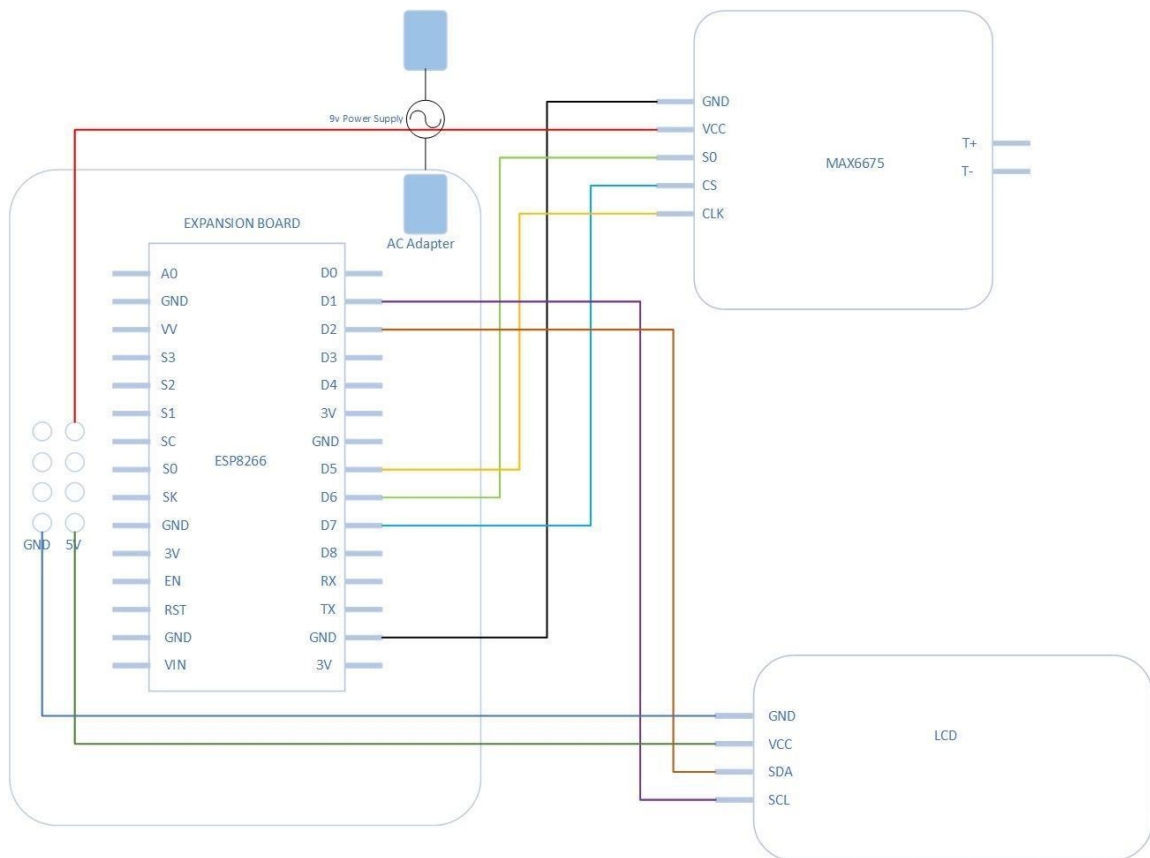 9v Power Supply
AC Adapter
EXPANSION BOARD
ESP8266
A0
GND
VV
S3
S2
S1
SC
S0
SK
GND
3V
EN
RST
GND
VIN
D0
D1
D2
D3
D4
3V
GND
D5
D6
D7
D8
RX
TX
GND
3V
GND 5V
GND
VCC
S0
CS
CLK
MAX6675
T+
T-
GND
VCC
SDA
SCL
LCD